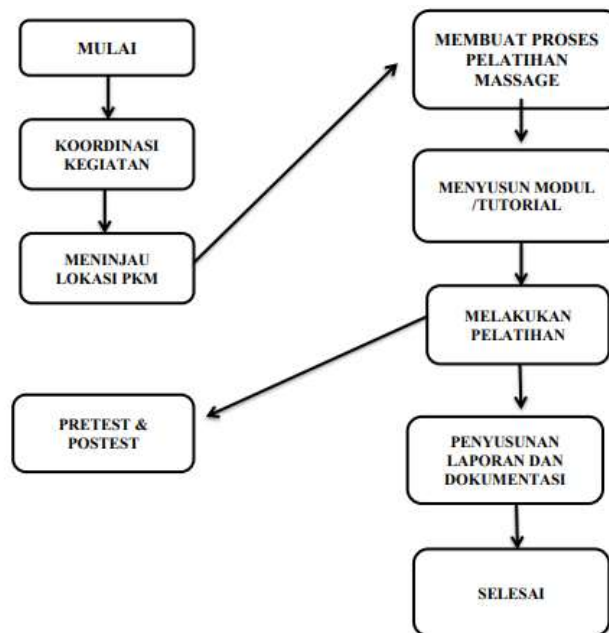 MULAI
KOORDINASI
KEGIATAN
MENINJAU
LOKASI PKM
MEMBUAT PROSES
PELATIHAN
MASSAGE
MENYUSUN MODUL
/TUTORIAL
MELAKUKAN
PELATIHAN
PRETEST &
POSTEST
PENYUSUNAN
LAPORAN DAN
DOKUMENTASI
SELESAI